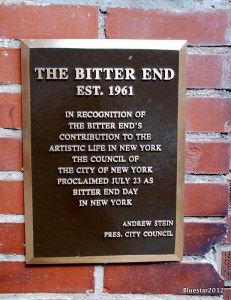 THE BITTER END
EST. 1961
IN RECOGNITION OF
THE BITTER END'S
CONTRIBUTION TO THE
ARTISTIC LIFE IN NEW YORK
THE COUNCIL OF
THE CITY OF NEW YORK
PROCLAIMED JULY 23 AS
BITTER END DAY
IN NEW YORK
ANDREW STEIN
PRES. CITY COUNCIL
Bluestar2012